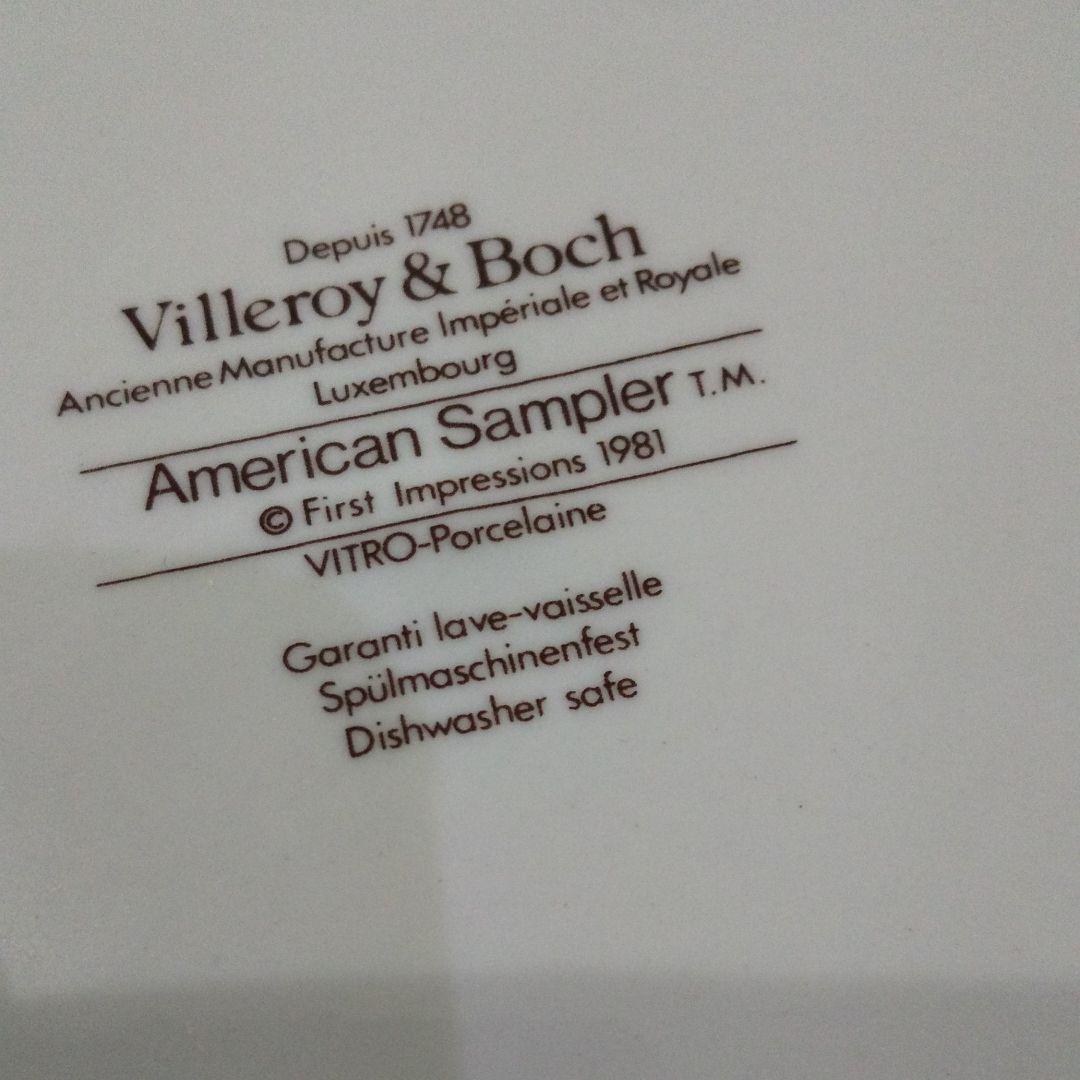 Depuis 1748
Villeroy & Boch
Ancienne Manufacture Impériale et Royale
Luxembourg
American Sampler T.M.
© First Impressions 1981
VITRO-Porcelaine
Garanti lave-vaisselle
Spülmaschinenfest
Dishwasher safe